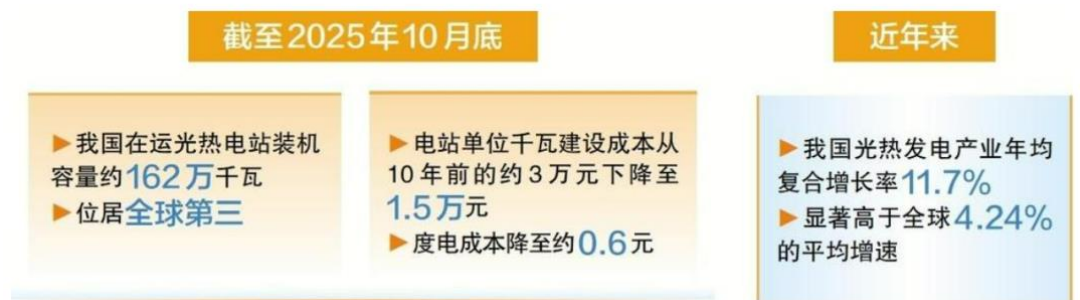 截至2025年10月底
▶我国在运光热电站装机
容量约162万千瓦
▶位居全球第三
▶电站单位千瓦建设成本从
10年前的约3万元下降至
1.5万元
▶度电成本降至约0.6元
近年来
▶我国光热发电产业年均
复合增长率11.7%
▶显著高于全球4.24%
的平均增速